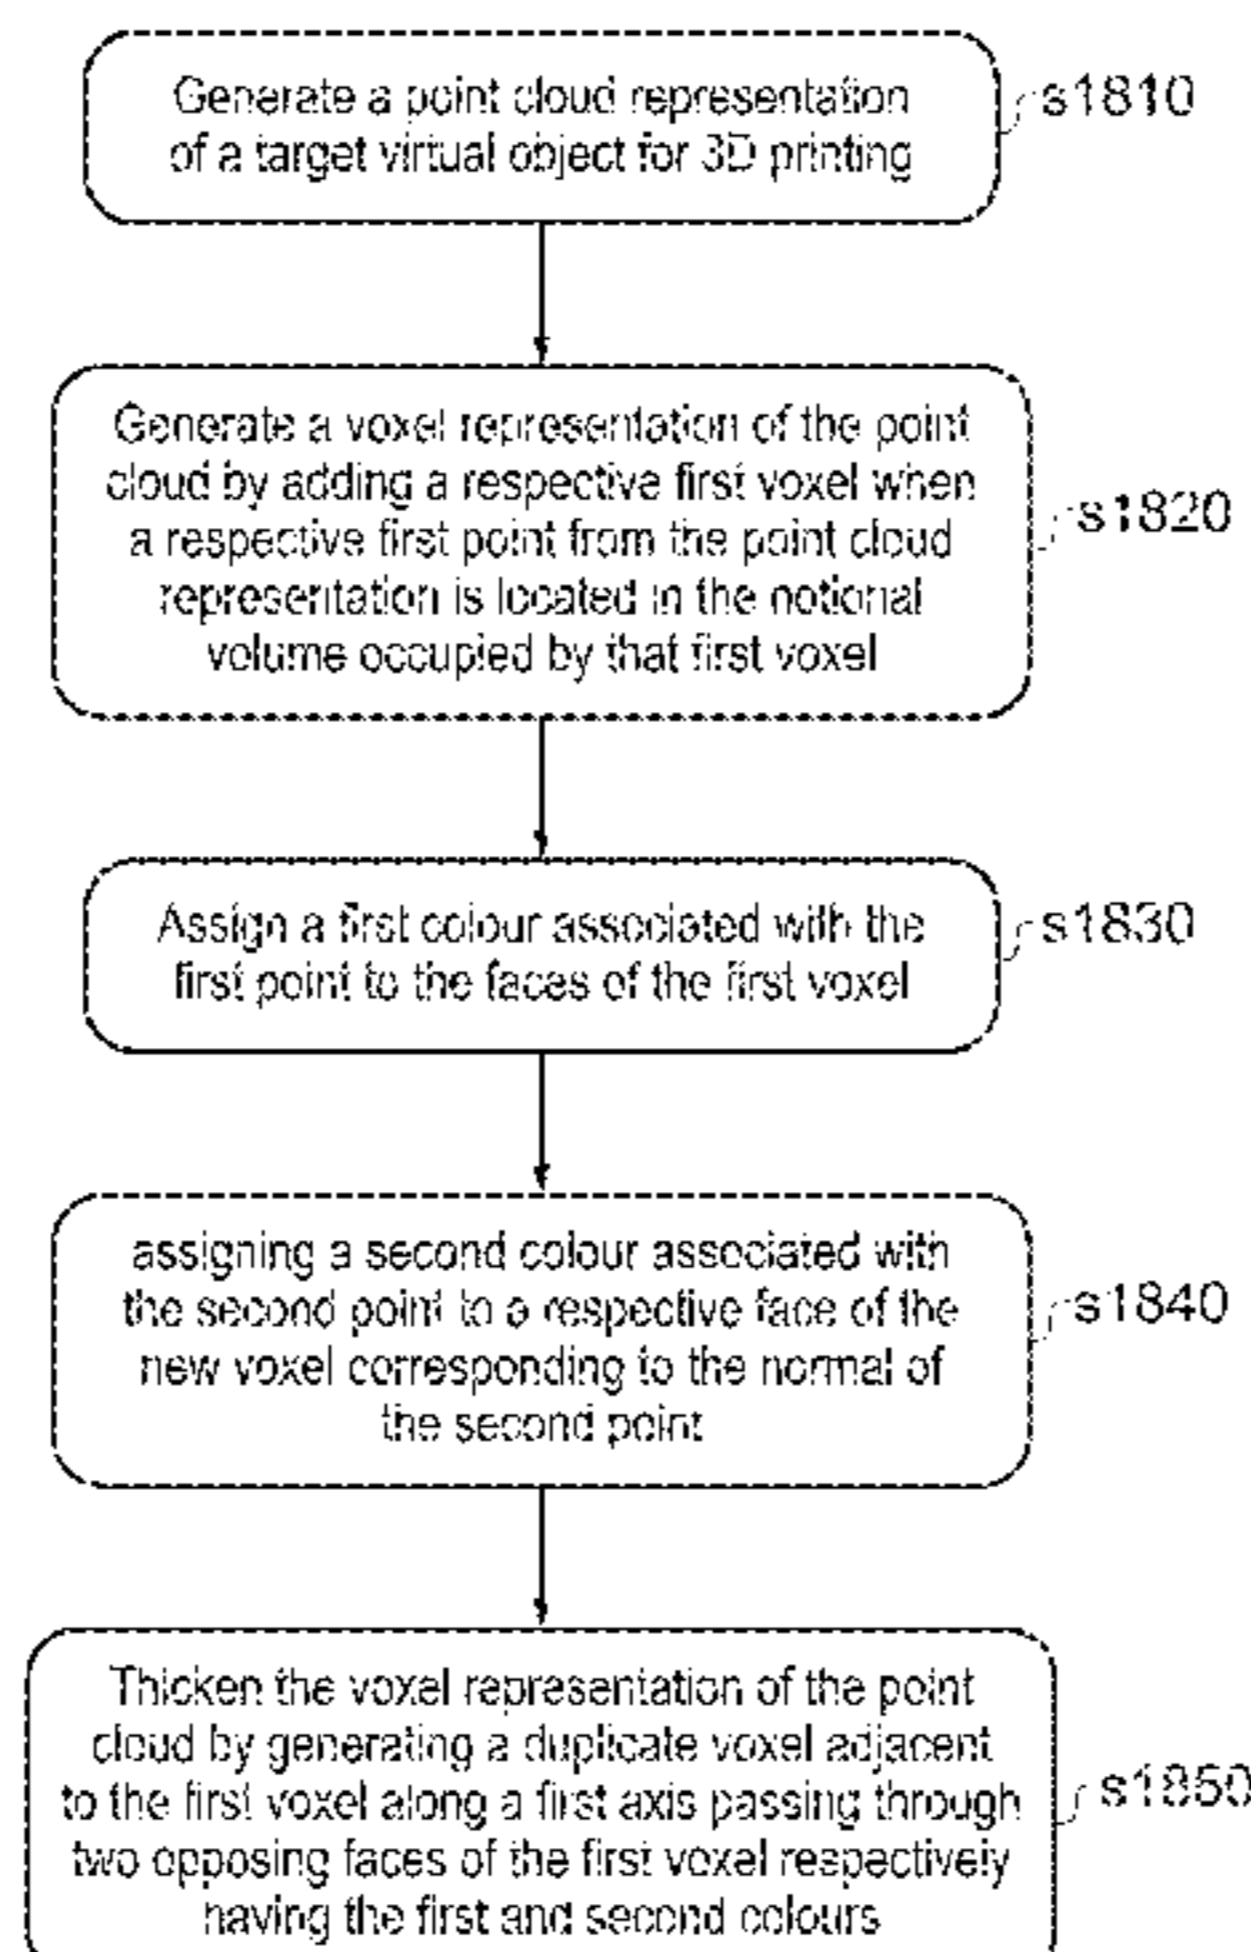 Generate a point cloud representation
of a target virtual object for 3D printing
s1810
Generate a voxel representation of the point
cloud by adding a respective first voxel when
a respective first point from the point cloud
representation is located in the notional
volume occupied by that first voxel
s1820
Assign a first colour associated with the
first point to the faces of the first voxel
s1830
assigning a second colour associated with
the second point to a respective face of the
new voxel corresponding to the normal of
the second point
s1840
Thicken the voxel representation of the point
cloud by generating a duplicate voxel adjacent
to the first voxel along a first axis passing through
two opposing faces of the first voxel respectively
having the first and second colours
s1850